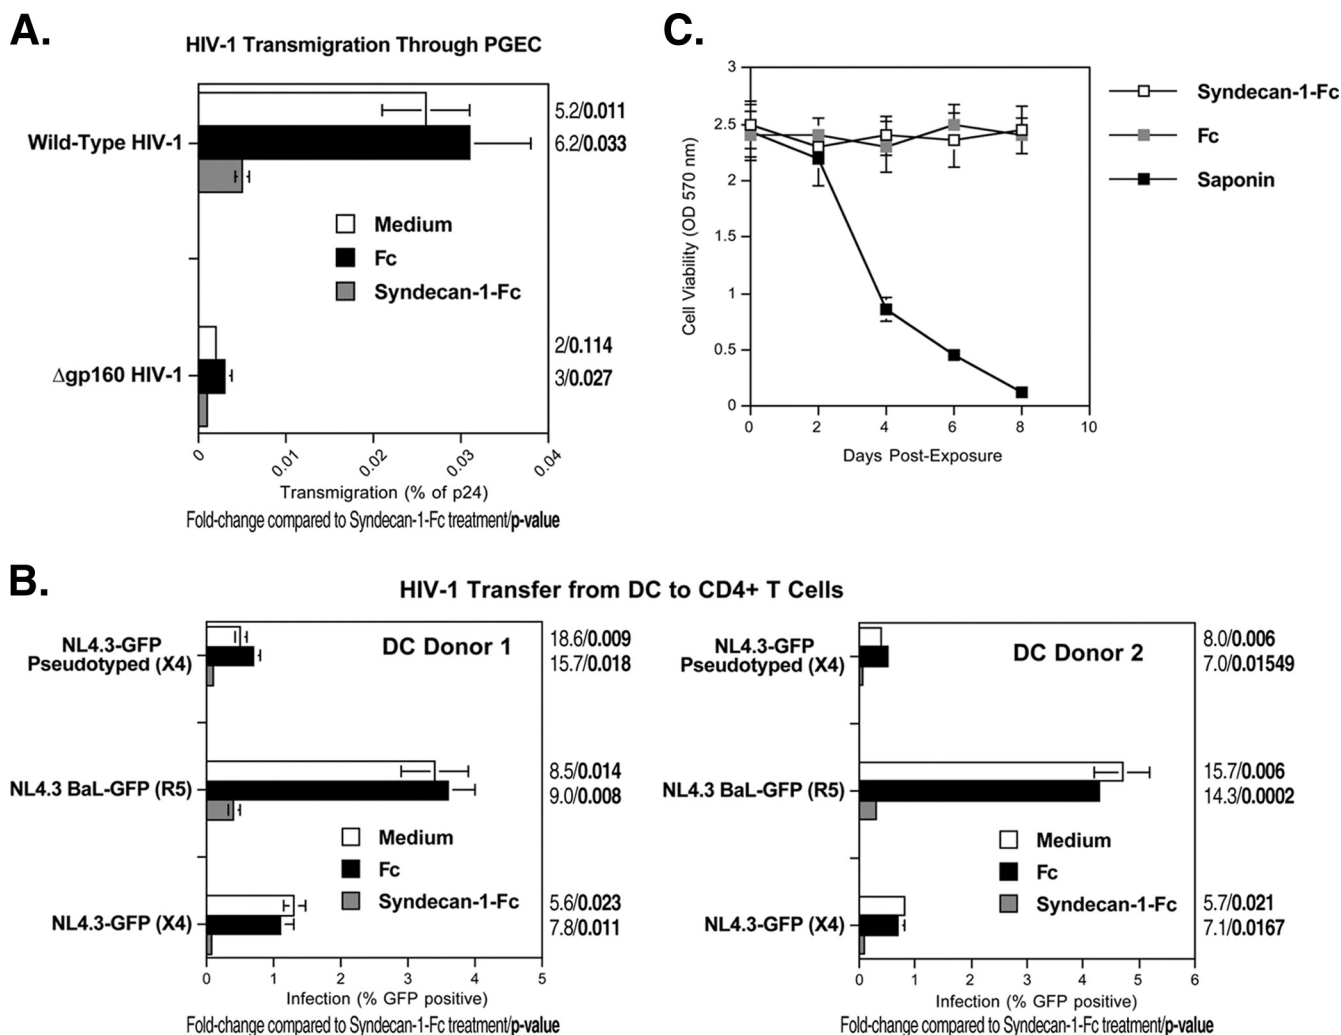 A.
HIV-1 Transmigration Through PGEC
Wild-Type HIV-1
5.2/0.011
6.2/0.033
Medium
Fc
Syndecan-1-Fc
Δgp160 HIV-1
2/0.114
3/0.027
0 0.01 0.02 0.03 0.04
Transmigration (% of p24)
Fold-change compared to Syndecan-1-Fc treatment/p-value
C.
3
2.5
2
1.5
1
0.5
0
Cell Viability (OD 570 nm)
0 2 4 6 8 10
Days Post-Exposure
Syndecan-1-Fc
Fc
Saponin
B.
HIV-1 Transfer from DC to CD4+ T Cells
DC Donor 1
NL4.3-GFP
Pseudotyped (X4)
18.6/0.009
15.7/0.018
NL4.3 BaL-GFP (R5)
8.5/0.014
9.0/0.008
Medium
Fc
Syndecan-1-Fc
NL4.3-GFP (X4)
5.6/0.023
7.8/0.011
0 1 2 3 4 5
Infection (% GFP positive)
Fold-change compared to Syndecan-1-Fc treatment/p-value
DC Donor 2
NL4.3-GFP
Pseudotyped (X4)
8.0/0.006
7.0/0.01549
NL4.3 BaL-GFP (R5)
15.7/0.006
14.3/0.0002
Medium
Fc
Syndecan-1-Fc
NL4.3-GFP (X4)
5.7/0.021
7.1/0.0167
0 1 2 3 4 5 6
Infection (% GFP positive)
Fold-change compared to Syndecan-1-Fc treatment/p-value